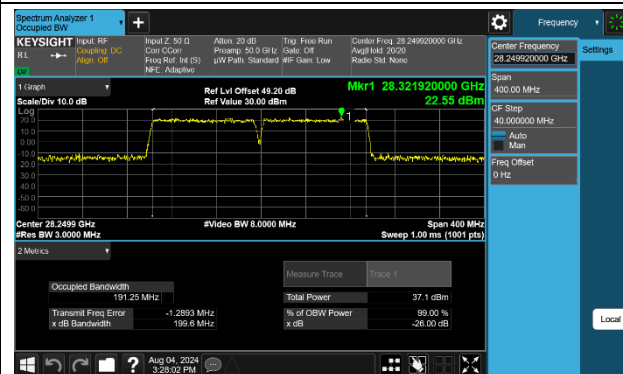 Spectrum Analyzer 1
Occupied BW
Frequency
KEYSIGHT Input: RF Input Z: 50 Ω Atten: 20 dB Trig: Free Run Center Freq: 28.249920000 GHz
RL Coupling: DC Corr CCorr Preamp: 50.0 GHz Gate: Off Avg|Hold: 20/20
Align: Off Freq Ref: Int (S) µW Path: Standard #IF Gain: Low Radio Std: None
NFE: Adaptive
1 Graph
Scale/Div 10.0 dB
Ref Lvl Offset 49.20 dB
Ref Value 30.00 dBm
Mkr1 28.321920000 GHz
22.55 dBm
Log
20.0
10.0
0.00
-10.0
-20.0
-30.0
-40.0
-50.0
-60.0
1
Center 28.2499 GHz #Video BW 8.0000 MHz Span 400 MHz
#Res BW 3.0000 MHz Sweep 1.00 ms (1001 pts)
2 Metrics
Measure Trace Trace 1
Occupied Bandwidth
191.25 MHz
Total Power 37.1 dBm
Transmit Freq Error -1.2893 MHz % of OBW Power 99.00 %
x dB Bandwidth 199.6 MHz x dB -26.00 dB
Aug 04, 2024
3:28:02 PM
?
Center Frequency
28.249920000 GHz
Settings
Span
400.00 MHz
CF Step
40.000000 MHz
Auto
Man
Freq Offset
0 Hz
Local